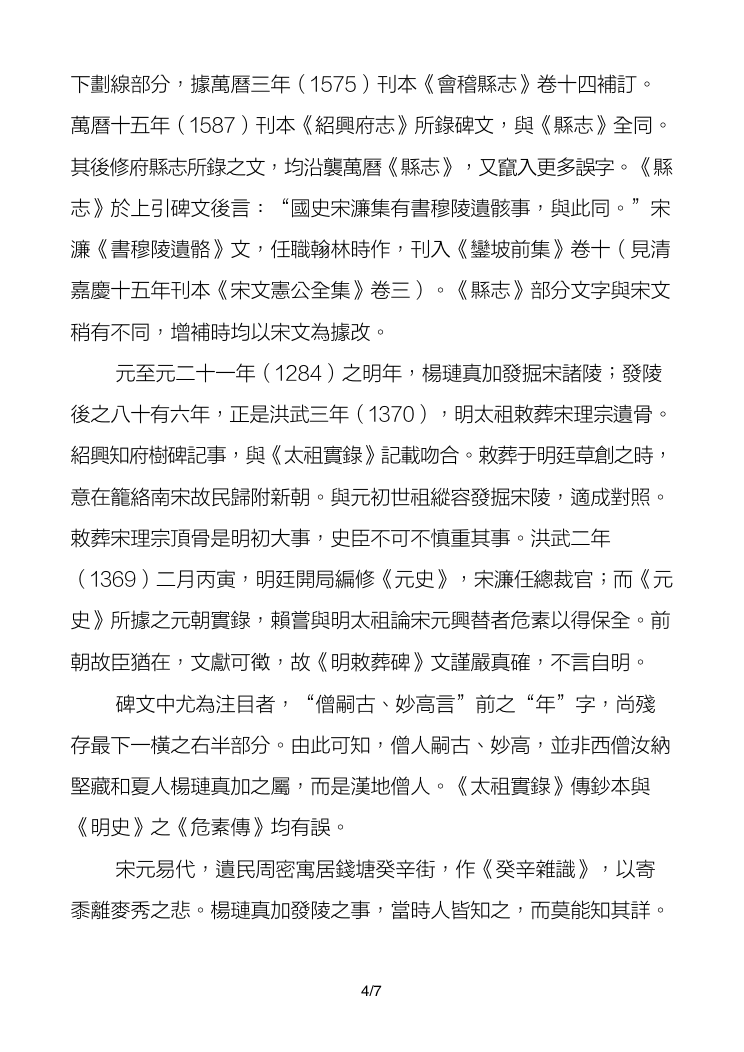 下劃線部分，據萬曆三年（1575）刊本《會稽縣志》卷十四補訂。
萬曆十五年（1587）刊本《紹興府志》所錄碑文，與《縣志》全同。
其後修府縣志所錄之文，均沿襲萬曆《縣志》，又竄入更多誤字。《縣
志》於上引碑文後言：“國史宋濂集有書穆陵遺骸事，與此同。”宋
濂《書穆陵遺骼》文，任職翰林時作，刊入《鑾坡前集》卷十（見清
嘉慶十五年刊本《宋文憲公全集》卷三）。《縣志》部分文字與宋文
稍有不同，增補時均以宋文為據改。
元至元二十一年（1284）之明年，楊璉真加發掘宋諸陵；發陵
後之八十有六年，正是洪武三年（1370），明太祖敕葬宋理宗遺骨。
紹興知府樹碑記事，與《太祖實錄》記載吻合。敕葬于明廷草創之時，
意在籠絡南宋故民歸附新朝。與元初世祖縱容發掘宋陵，適成對照。
敕葬宋理宗頂骨是明初大事，史臣不可不慎重其事。洪武二年
（1369）二月丙寅，明廷開局編修《元史》，宋濂任總裁官；而《元
史》所據之元朝實錄，賴嘗與明太祖論宋元興替者危素以得保全。前
朝故臣猶在，文獻可徵，故《明敕葬碑》文謹嚴真確，不言自明。
碑文中尤為注目者，“僧嗣古、妙高言”前之“年”字，尚殘
存最下一橫之右半部分。由此可知，僧人嗣古、妙高，並非西僧汝納
堅藏和夏人楊璉真加之屬，而是漢地僧人。《太祖實錄》傳鈔本與
《明史》之《危素傳》均有誤。
宋元易代，遺民周密寓居錢塘癸辛街，作《癸辛雜識》，以寄
黍離麥秀之悲。楊璉真加發陵之事，當時人皆知之，而莫能知其詳。
4/7